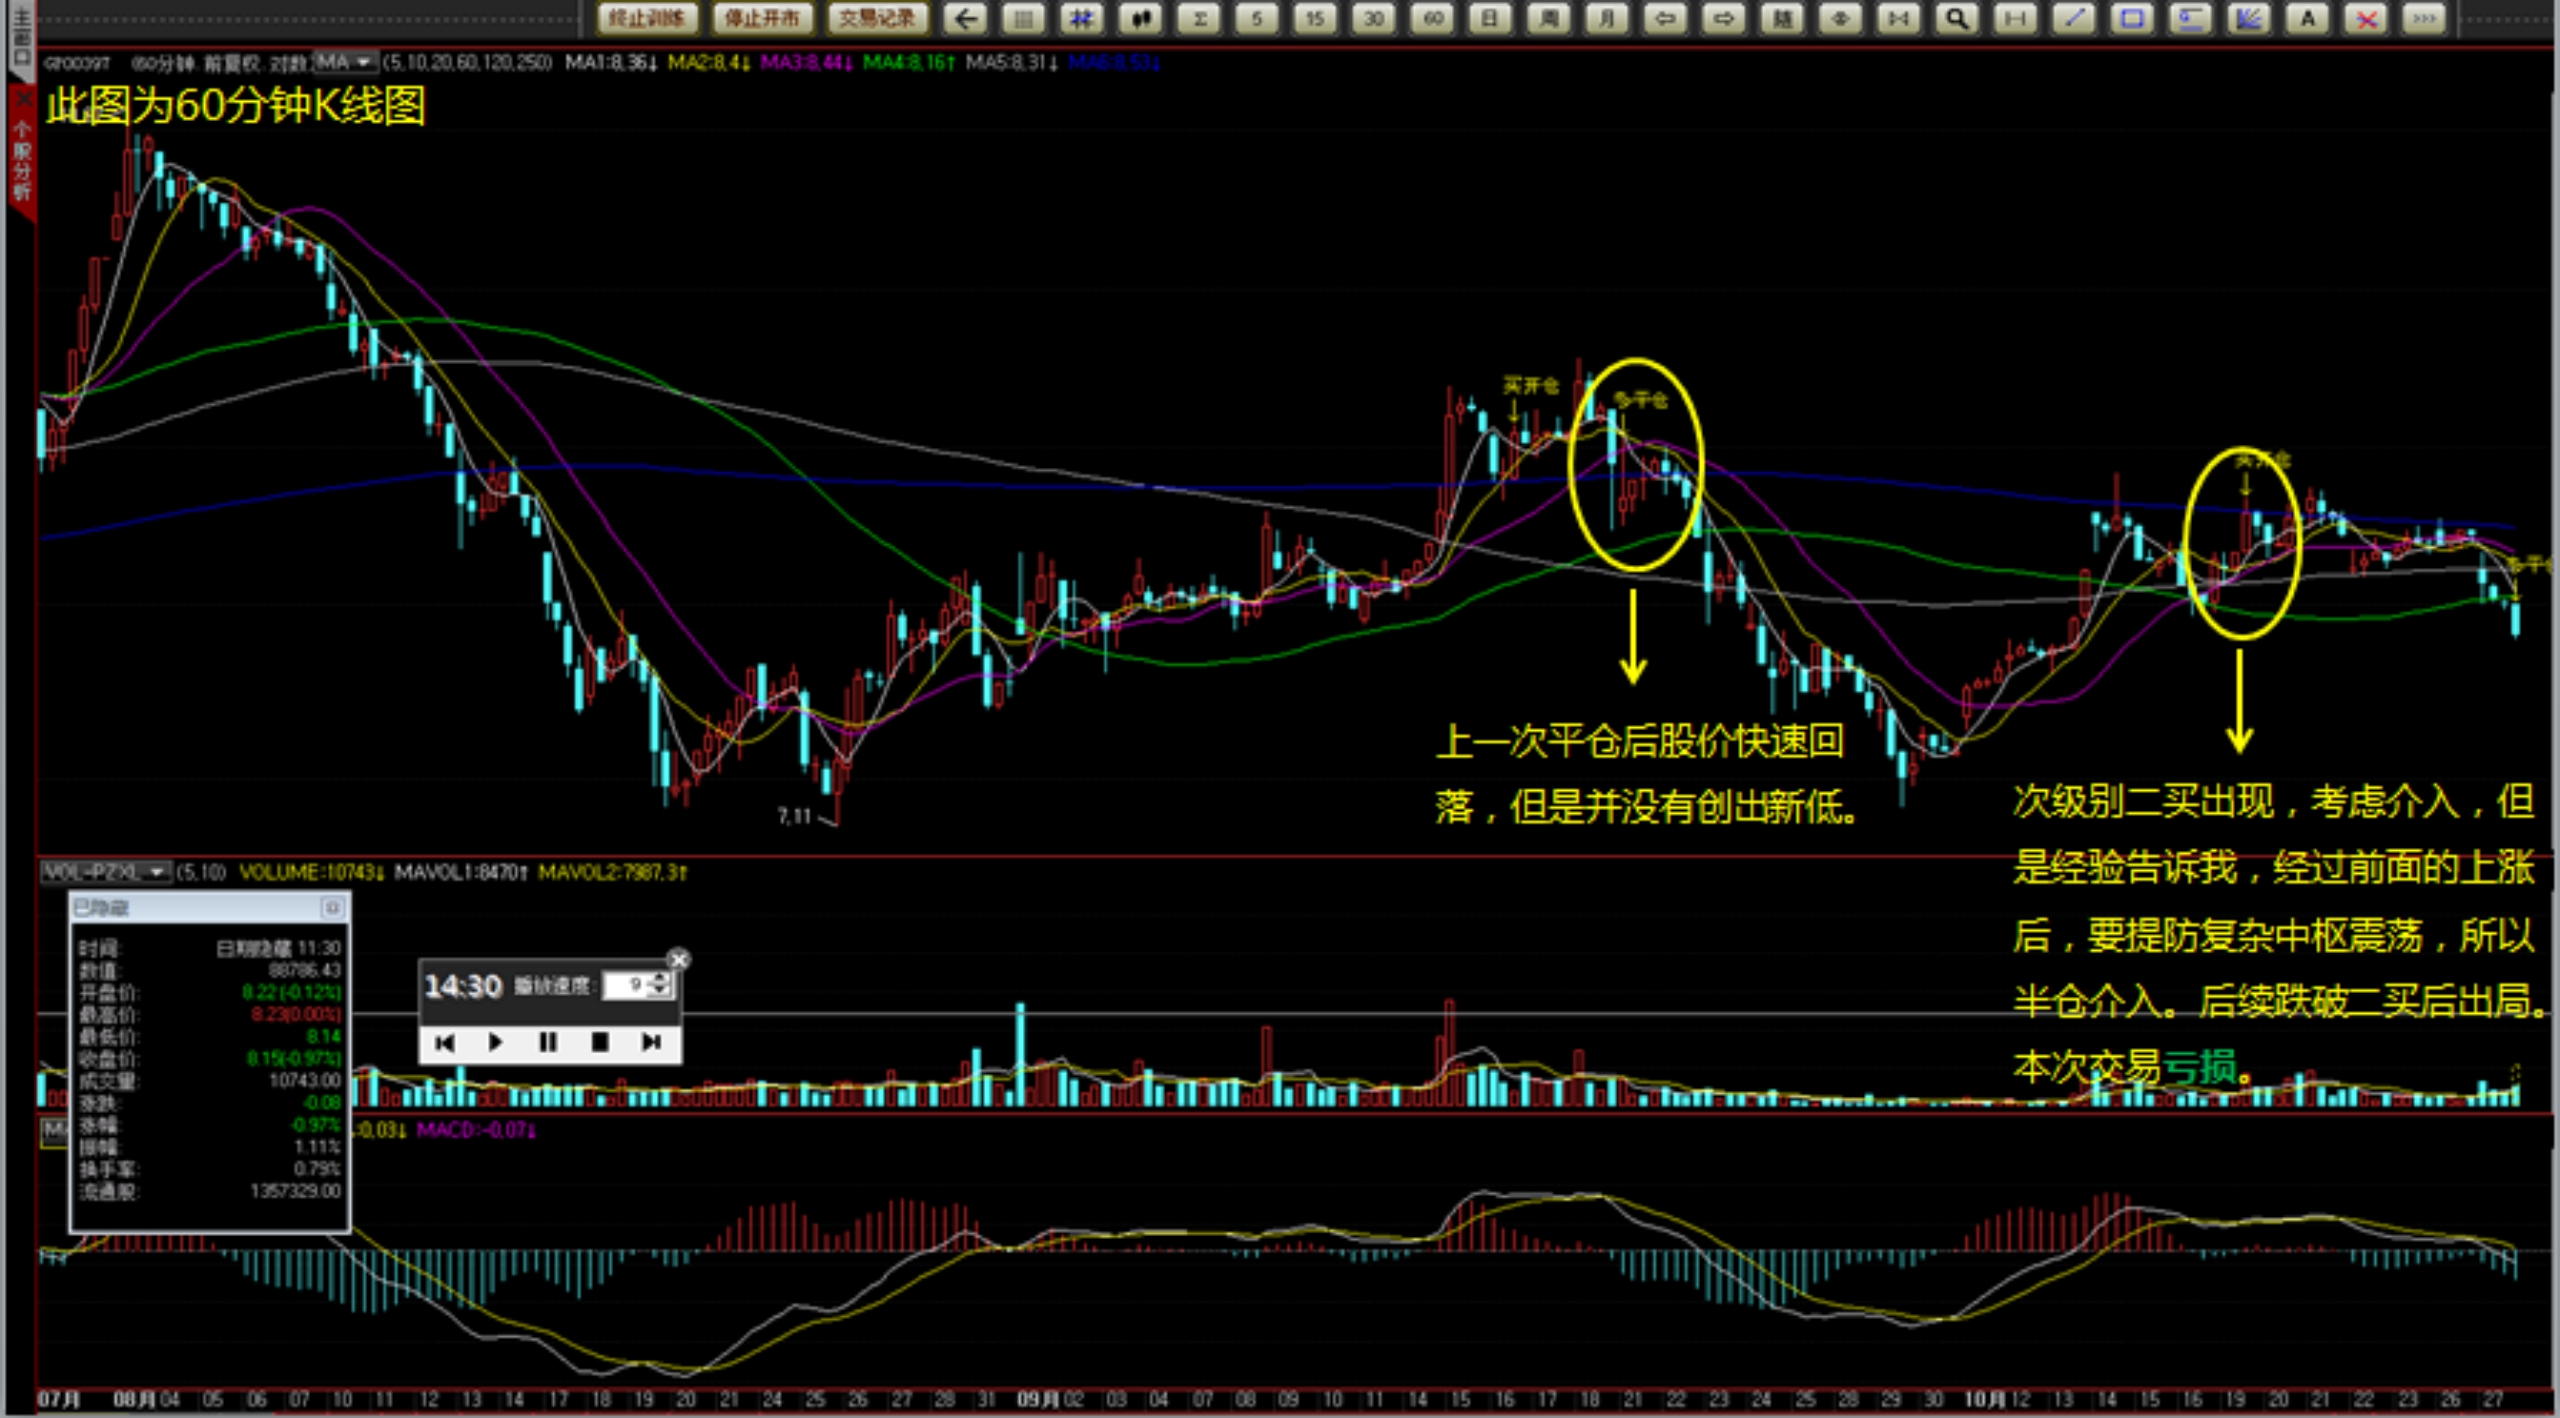 主窗口
终止训练 停止开市 交易记录 Σ 5 15 30 60 日 周 月 随 A
60分钟.前复权.对数 MA (5,10,20,60,120,250) MA1:8.36↓ MA2:8.4↓ MA3:8.44↓ MA4:8.16↑ MA5:8.31↓ MA6:8.53↓
此图为60分钟K线图
个股分析
买开仓
多平仓
买开仓
多平仓
上一次平仓后股价快速回
落，但是并没有创出新低。
7.11
次级别二买出现，考虑介入，但
是经验告诉我，经过前面的上涨
后，要提防复杂中枢震荡，所以
半仓介入。后续跌破二买后出局。
本次交易亏损。
VOL-PZXL (5,10) VOLUME:10743↓ MAVOL1:8470↑ MAVOL2:7987.3↑
已隐藏
时间: 日期隐藏 11:30
数值: 88786.43
开盘价: 8.22(-0.12%)
最高价: 8.23(0.00%)
最低价: 8.14
收盘价: 8.15(-0.97%)
成交量: 10743.00
涨跌: -0.08
涨幅: -0.97%
振幅: 1.11%
换手率: 0.79%
流通股: 1357329.00
14:30 播放速度: 9
:0.03↓ MACD:-0.07↓
07月 08月 04 05 06 07 10 11 12 13 14 17 18 19 20 21 24 25 26 27 28 31 09月 02 03 04 07 08 09 10 11 14 15 16 17 18 21 22 23 24 25 28 29 30 10月 12 13 14 15 16 19 20 21 22 23 26 27